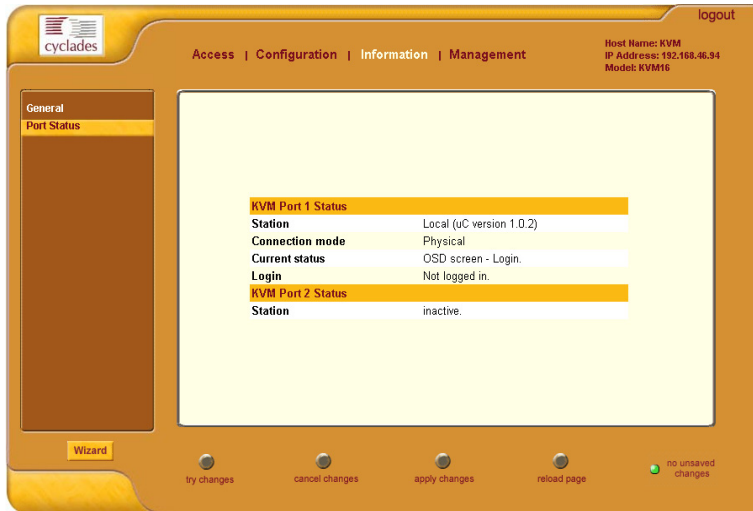 logout
cyclades
Access | Configuration | Information | Management
Host Name: KVM
IP Address: 192.168.46.94
Model: KVM16
General
Port Status
KVM Port 1 Status
Station Local (uC version 1.0.2)
Connection mode Physical
Current status OSD screen - Login.
Login Not logged in.
KVM Port 2 Status
Station inactive.
Wizard
try changes
cancel changes
apply changes
reload page
no unsaved
changes